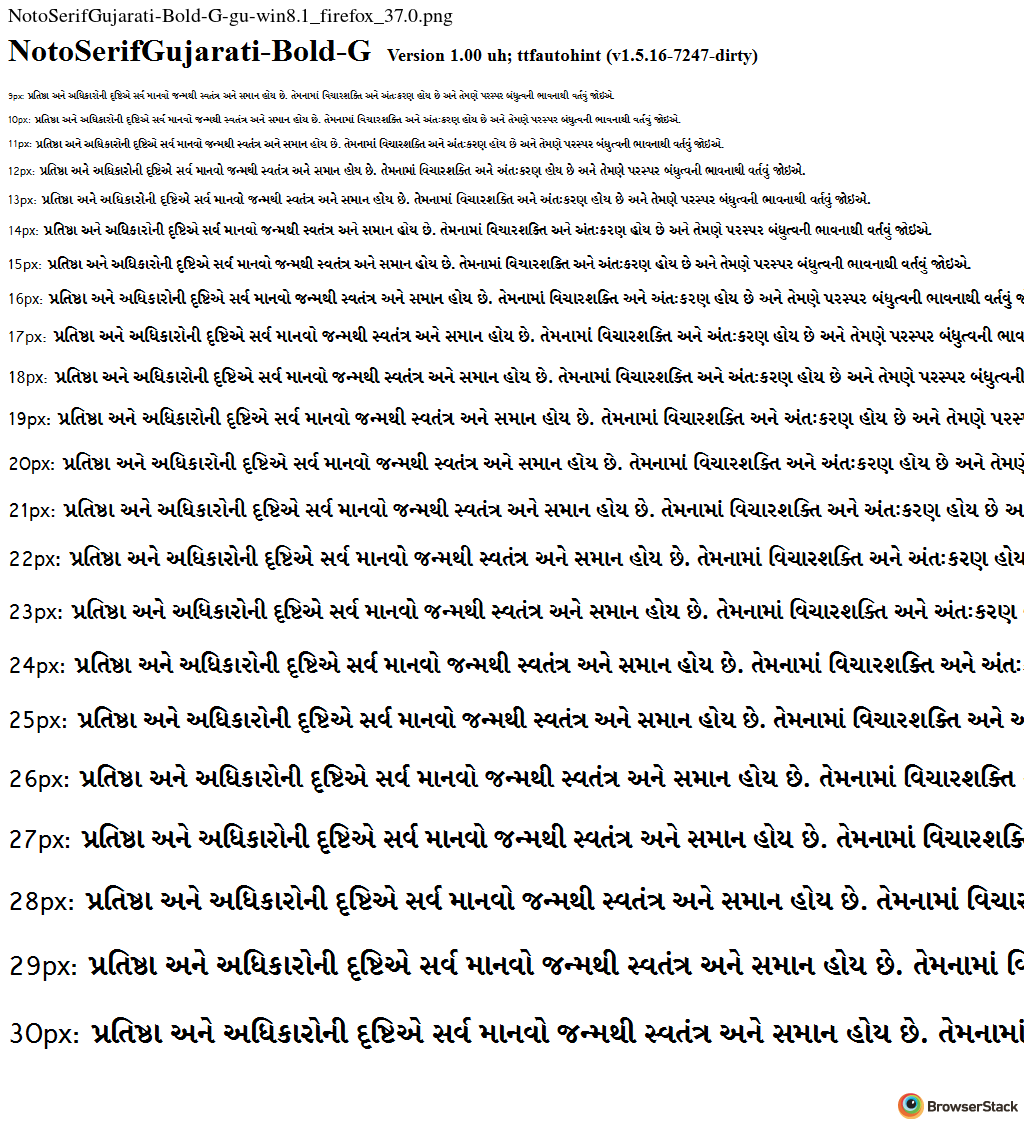 NotoSerifGujarati-Bold-G-gu-win8.1_firefox_37.0.png
NotoSerifGujarati-Bold-G Version 1.00 uh; ttfautohint (v1.5.16-7247-dirty)
9px: પ્રતિષ્ઠા અને અધિકારોની દૃષ્ટિએ સર્વ માનવો જન્મથી સ્વતંત્ર અને સમાન હોય છે. તેમનામાં વિચારશક્તિ અને અંતઃકરણ હોય છે અને તેમણે પરસ્પર બંધુત્વની ભાવનાથી વર્તવું જોઇએ.
10px: પ્રતિષ્ઠા અને અધિકારોની દૃષ્ટિએ સર્વ માનવો જન્મથી સ્વતંત્ર અને સમાન હોય છે. તેમનામાં વિચારશક્તિ અને અંતઃકરણ હોય છે અને તેમણે પરસ્પર બંધુત્વની ભાવનાથી વર્તવું જોઇએ.
11px: પ્રતિષ્ઠા અને અધિકારોની દૃષ્ટિએ સર્વ માનવો જન્મથી સ્વતંત્ર અને સમાન હોય છે. તેમનામાં વિચારશક્તિ અને અંતઃકરણ હોય છે અને તેમણે પરસ્પર બંધુત્વની ભાવનાથી વર્તવું જોઇએ.
12px: પ્રતિષ્ઠા અને અધિકારોની દૃષ્ટિએ સર્વ માનવો જન્મથી સ્વતંત્ર અને સમાન હોય છે. તેમનામાં વિચારશક્તિ અને અંતઃકરણ હોય છે અને તેમણે પરસ્પર બંધુત્વની ભાવનાથી વર્તવું જોઇએ.
13px: પ્રતિષ્ઠા અને અધિકારોની દૃષ્ટિએ સર્વ માનવો જન્મથી સ્વતંત્ર અને સમાન હોય છે. તેમનામાં વિચારશક્તિ અને અંતઃકરણ હોય છે અને તેમણે પરસ્પર બંધુત્વની ભાવનાથી વર્તવું જોઇએ.
14px: પ્રતિષ્ઠા અને અધિકારોની દૃષ્ટિએ સર્વ માનવો જન્મથી સ્વતંત્ર અને સમાન હોય છે. તેમનામાં વિચારશક્તિ અને અંતઃકરણ હોય છે અને તેમણે પરસ્પર બંધુત્વની ભાવનાથી વર્તવું જોઇએ.
15px: પ્રતિષ્ઠા અને અધિકારોની દૃષ્ટિએ સર્વ માનવો જન્મથી સ્વતંત્ર અને સમાન હોય છે. તેમનામાં વિચારશક્તિ અને અંતઃકરણ હોય છે અને તેમણે પરસ્પર બંધુત્વની ભાવનાથી વર્તવું જોઇએ.
16px: પ્રતિષ્ઠા અને અધિકારોની દૃષ્ટિએ સર્વ માનવો જન્મથી સ્વતંત્ર અને સમાન હોય છે. તેમનામાં વિચારશક્તિ અને અંતઃકરણ હોય છે અને તેમણે પરસ્પર બંધુત્વની ભાવનાથી વર્તવું
17px: પ્રતિષ્ઠા અને અધિકારોની દૃષ્ટિએ સર્વ માનવો જન્મથી સ્વતંત્ર અને સમાન હોય છે. તેમનામાં વિચારશક્તિ અને અંતઃકરણ હોય છે અને તેમણે પરસ્પર બંધુત્વની ભાવ
18px: પ્રતિષ્ઠા અને અધિકારોની દૃષ્ટિએ સર્વ માનવો જન્મથી સ્વતંત્ર અને સમાન હોય છે. તેમનામાં વિચારશક્તિ અને અંતઃકરણ હોય છે અને તેમણે પરસ્પર બંધુત્વની
19px: પ્રતિષ્ઠા અને અધિકારોની દૃષ્ટિએ સર્વ માનવો જન્મથી સ્વતંત્ર અને સમાન હોય છે. તેમનામાં વિચારશક્તિ અને અંતઃકરણ હોય છે અને તેમણે પરસ્
20px: પ્રતિષ્ઠા અને અધિકારોની દૃષ્ટિએ સર્વ માનવો જન્મથી સ્વતંત્ર અને સમાન હોય છે. તેમનામાં વિચારશક્તિ અને અંતઃકરણ હોય છે અને તેમણે
21px: પ્રતિષ્ઠા અને અધિકારોની દૃષ્ટિએ સર્વ માનવો જન્મથી સ્વતંત્ર અને સમાન હોય છે. તેમનામાં વિચારશક્તિ અને અંતઃકરણ હોય છે અ
22px: પ્રતિષ્ઠા અને અધિકારોની દૃષ્ટિએ સર્વ માનવો જન્મથી સ્વતંત્ર અને સમાન હોય છે. તેમનામાં વિચારશક્તિ અને અંતઃકરણ હોય
23px: પ્રતિષ્ઠા અને અધિકારોની દૃષ્ટિએ સર્વ માનવો જન્મથી સ્વતંત્ર અને સમાન હોય છે. તેમનામાં વિચારશક્તિ અને અંતઃકરણ
24px: પ્રતિષ્ઠા અને અધિકારોની દૃષ્ટિએ સર્વ માનવો જન્મથી સ્વતંત્ર અને સમાન હોય છે. તેમનામાં વિચારશક્તિ અને અંતઃ
25px: પ્રતિષ્ઠા અને અધિકારોની દૃષ્ટિએ સર્વ માનવો જન્મથી સ્વતંત્ર અને સમાન હોય છે. તેમનામાં વિચારશક્તિ અને અ
26px: પ્રતિષ્ઠા અને અધિકારોની દૃષ્ટિએ સર્વ માનવો જન્મથી સ્વતંત્ર અને સમાન હોય છે. તેમનામાં વિચારશક્તિ
27px: પ્રતિષ્ઠા અને અધિકારોની દૃષ્ટિએ સર્વ માનવો જન્મથી સ્વતંત્ર અને સમાન હોય છે. તેમનામાં વિચારશક્તિ
28px: પ્રતિષ્ઠા અને અધિકારોની દૃષ્ટિએ સર્વ માનવો જન્મથી સ્વતંત્ર અને સમાન હોય છે. તેમનામાં વિચાર
29px: પ્રતિષ્ઠા અને અધિકારોની દૃષ્ટિએ સર્વ માનવો જન્મથી સ્વતંત્ર અને સમાન હોય છે. તેમનામાં
30px: પ્રતિષ્ઠા અને અધિકારોની દૃષ્ટિએ સર્વ માનવો જન્મથી સ્વતંત્ર અને સમાન હોય છે. તેમનામાં
BrowserStack